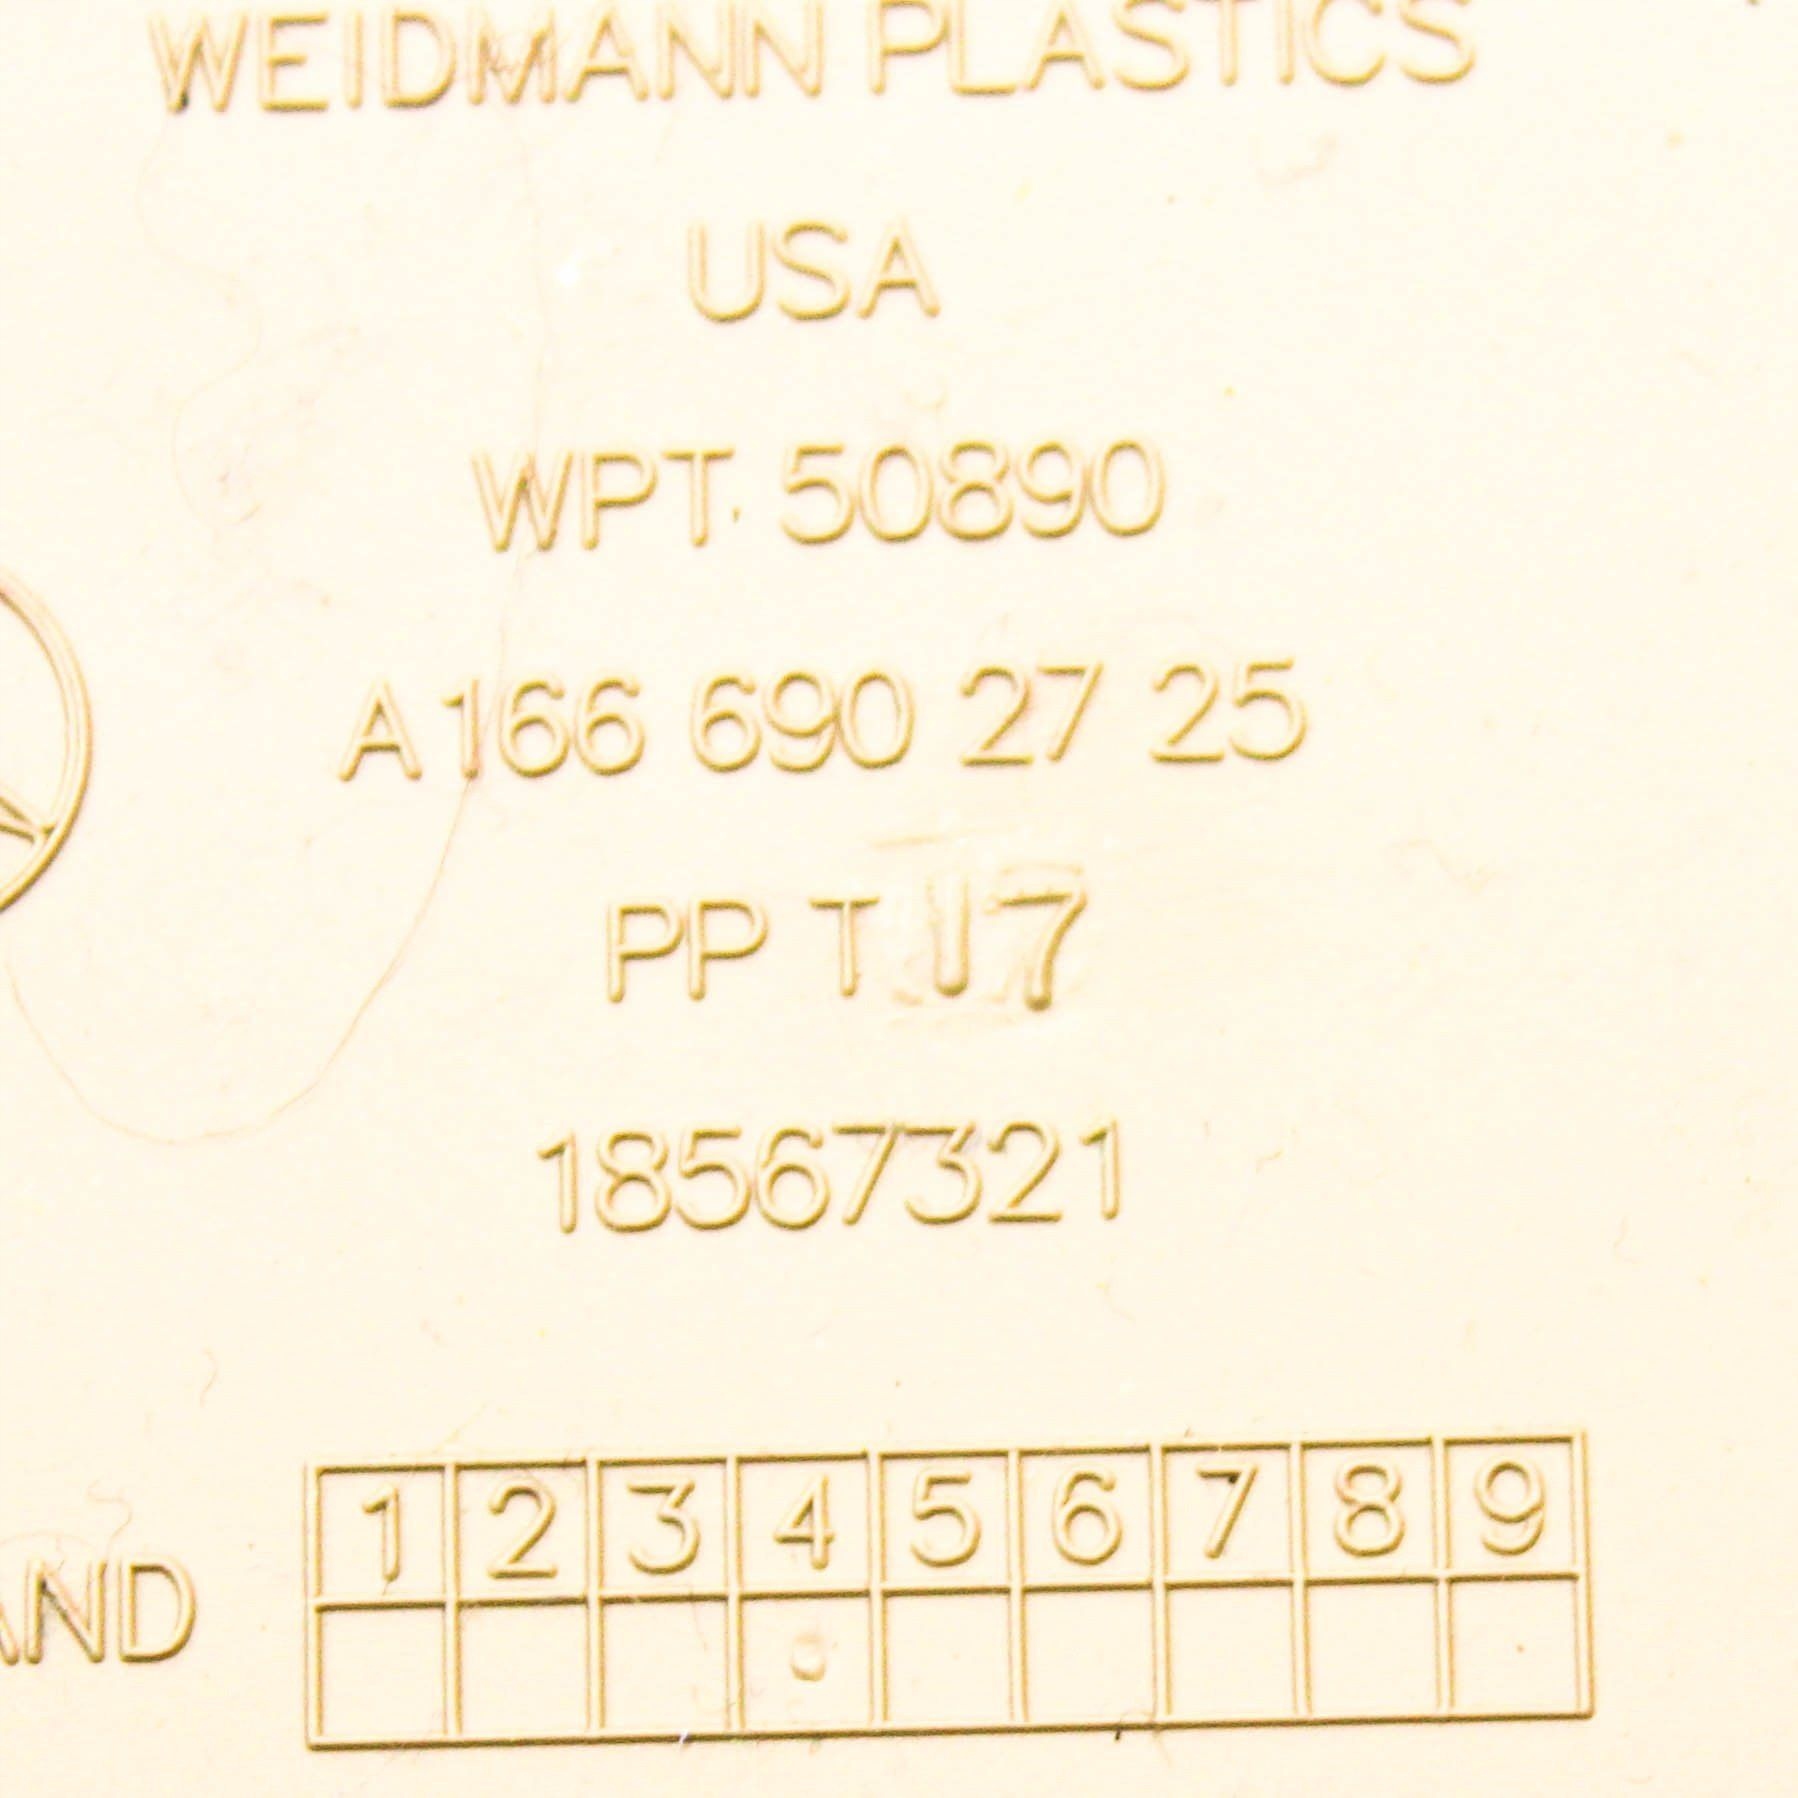 WEIDMANN PLASTICS
USA
WPT 50890
A166 690 27 25
PP T17
18567321
1 2 3 4 5 6 7 8 9
AND